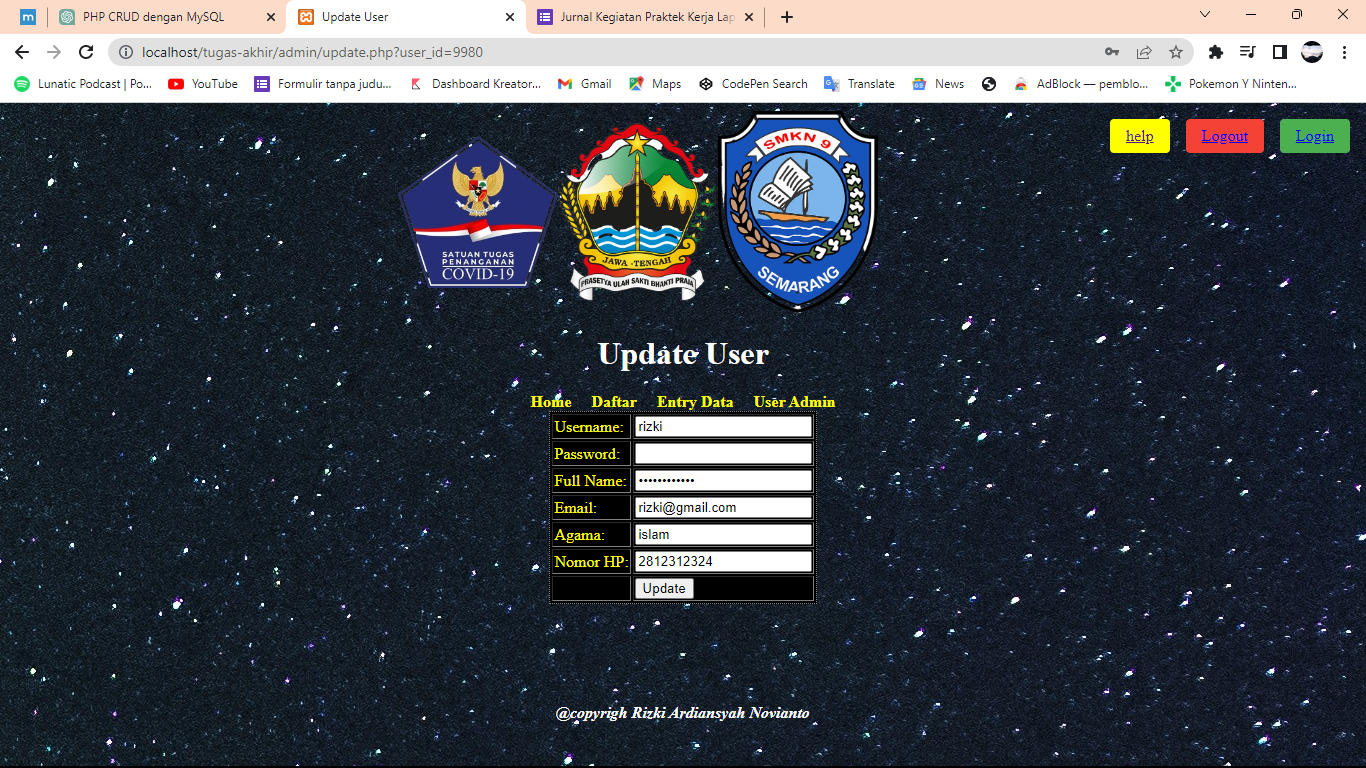 PHP CRUD dengan MySQL
Update User
Jurnal Kegiatan Praktek Kerja Lap
localhost/tugas-akhir/admin/update.php?user_id=9980
Lunatic Podcast | Po...
YouTube
Formulir tanpa judu...
Dashboard Kreator...
Gmail
Maps
CodePen Search
Translate
News
AdBlock — pemblo...
Pokemon Y Ninten...
help
Logout
Login
SATUAN TUGAS
PENANGANAN
COVID-19
JAWA - TENGAH
PRASETYA ULAH SAKTI BHAKTI PRAJA
SMKN 9
SEMARANG
Update User
Home Daftar Entry Data User Admin
Username: rizki
Password:
Full Name: ••••••••••••
Email: rizki@gmail.com
Agama: islam
Nomor HP: 2812312324
Update
@copyrigh Rizki Ardiansyah Novianto